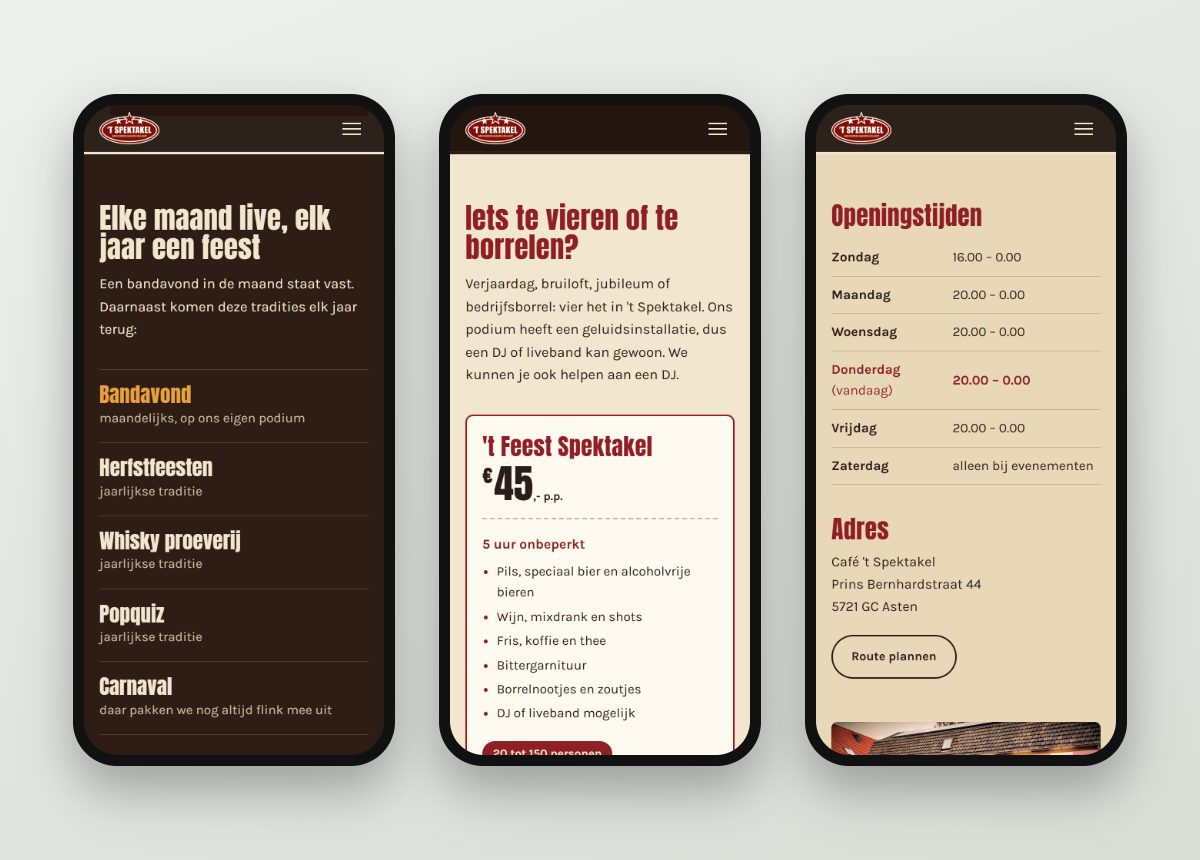 'T SPEKTAKEL
Elke maand live, elk
jaar een feest
Een bandavond in de maand staat vast.
Daarnaast komen deze tradities elk jaar
terug:
Bandavond
maandelijks, op ons eigen podium
Herfstfeesten
jaarlijkse traditie
Whisky proeverij
jaarlijkse traditie
Popquiz
jaarlijkse traditie
Carnaval
daar pakken we nog altijd flink mee uit
'T SPEKTAKEL
Iets te vieren of te
borrelen?
Verjaardag, bruiloft, jubileum of
bedrijfsborrel: vier het in 't Spektakel. Ons
podium heeft een geluidsinstallatie, dus
een DJ of liveband kan gewoon. We
kunnen je ook helpen aan een DJ.
't Feest Spektakel
€45,- p.p.
5 uur onbeperkt
• Pils, speciaal bier en alcoholvrije
bieren
• Wijn, mixdrank en shots
• Fris, koffie en thee
• Bittergarnituur
• Borrelnootjes en zoutjes
• DJ of liveband mogelijk
20 tot 150 personen
'T SPEKTAKEL
Openingstijden
Zondag 16.00 – 0.00
Maandag 20.00 – 0.00
Woensdag 20.00 – 0.00
Donderdag
(vandaag) 20.00 – 0.00
Vrijdag 20.00 – 0.00
Zaterdag alleen bij evenementen
Adres
Café 't Spektakel
Prins Bernhardstraat 44
5721 GC Asten
Route plannen